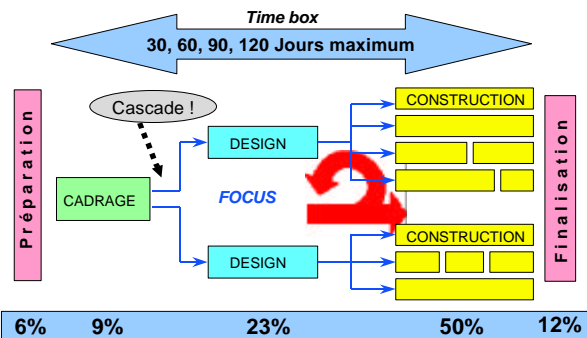 Time box
30, 60, 90, 120 Jours maximum
Préparation
Cascade !
CADRAGE
DESIGN
FOCUS
DESIGN
CONSTRUCTION
CONSTRUCTION
Finalisation
6% 9% 23% 50% 12%